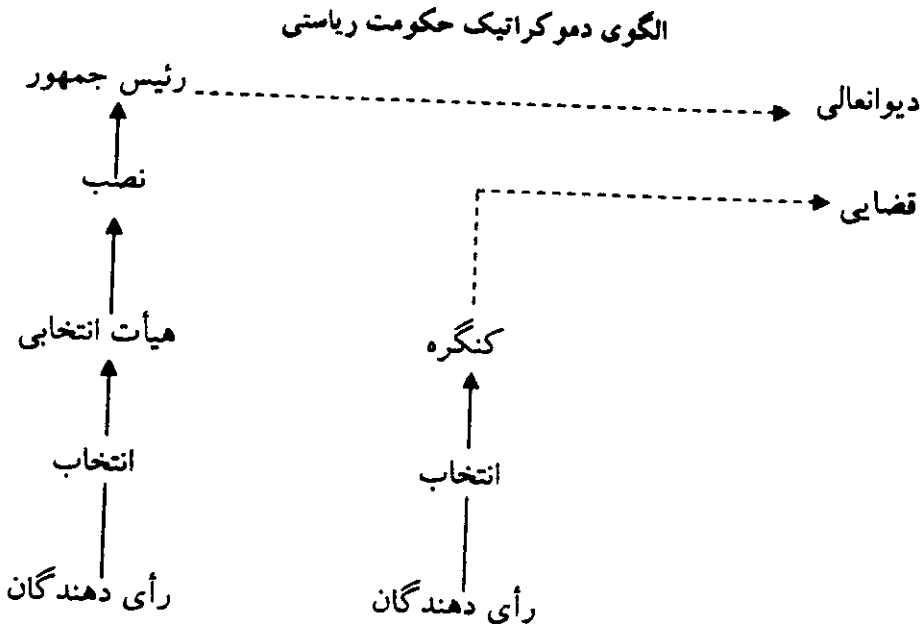 الگوی دموکراتیک حکومت ریاستی
رئیس جمهور
دیوانعالی
نصب
قضایی
هیأت انتخابی
کنگره
انتخاب
انتخاب
رأی دهندگان
رأی دهندگان